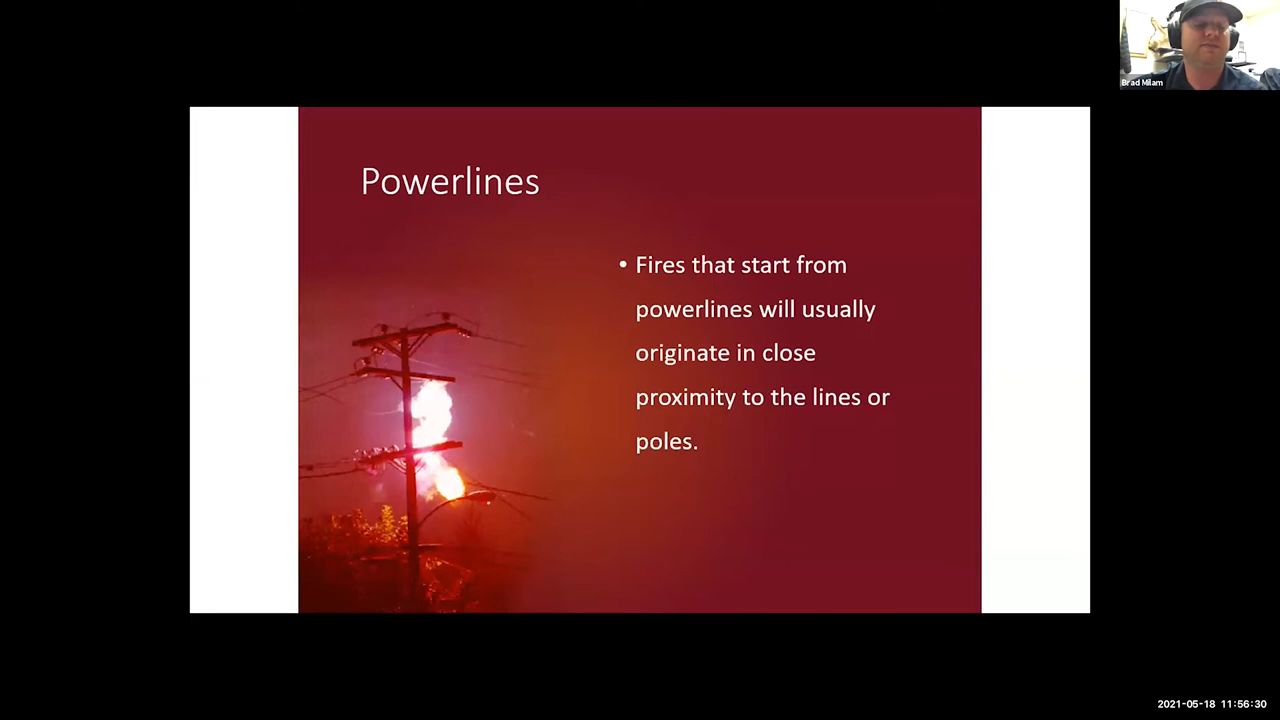 Brad Milam
Powerlines
• Fires that start from
powerlines will usually
originate in close
proximity to the lines or
poles.
2021-05-18 11:56:30